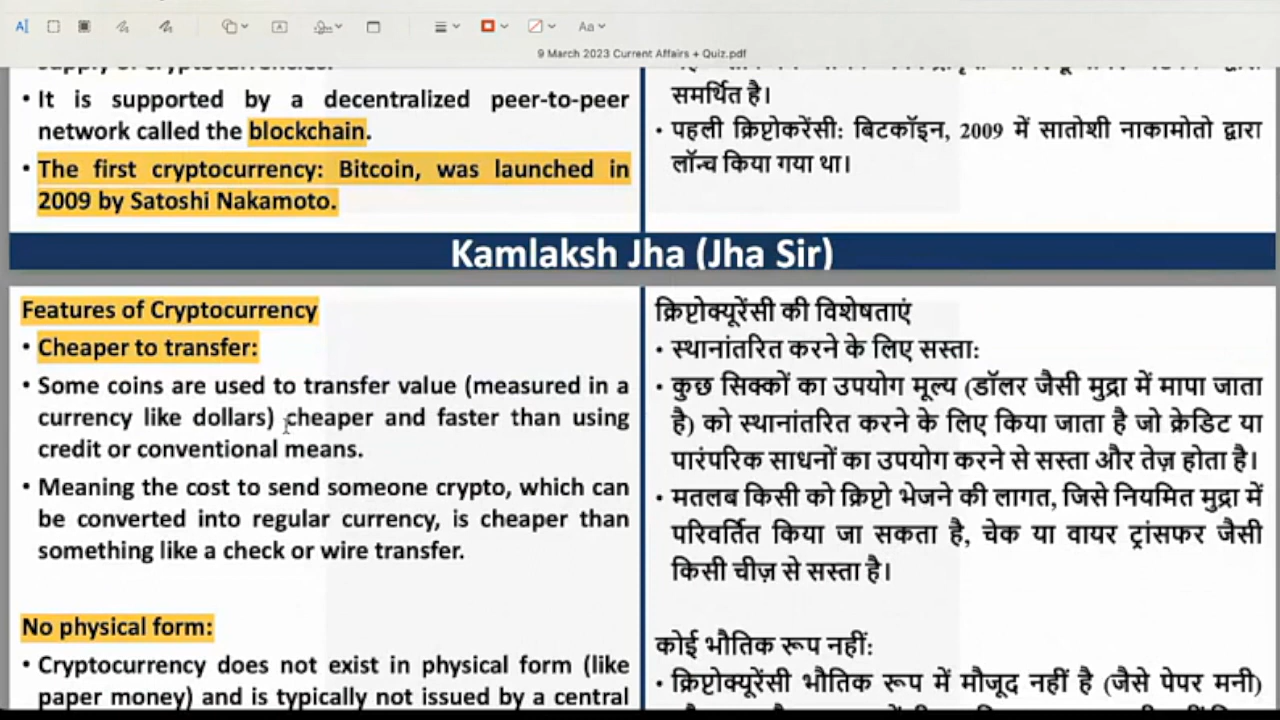 Aa
9 March 2023 Current Affairs + Quiz.pdf
supply of cryptocurrencies.
• It is supported by a decentralized peer-to-peer
network called the blockchain.
• The first cryptocurrency: Bitcoin, was launched in
2009 by Satoshi Nakamoto.
समर्थित है।
• पहली क्रिप्टोकरेंसी: बिटकॉइन, 2009 में सातोशी नाकामोतो द्वारा
लॉन्च किया गया था।
Kamlaksh Jha (Jha Sir)
Features of Cryptocurrency
• Cheaper to transfer:
• Some coins are used to transfer value (measured in a
currency like dollars) cheaper and faster than using
credit or conventional means.
• Meaning the cost to send someone crypto, which can
be converted into regular currency, is cheaper than
something like a check or wire transfer.
No physical form:
• Cryptocurrency does not exist in physical form (like
paper money) and is typically not issued by a central
क्रिप्टोक्यूरेंसी की विशेषताएं
• स्थानांतरित करने के लिए सस्ता:
• कुछ सिक्कों का उपयोग मूल्य (डॉलर जैसी मुद्रा में मापा जाता
है) को स्थानांतरित करने के लिए किया जाता है जो क्रेडिट या
पारंपरिक साधनों का उपयोग करने से सस्ता और तेज़ होता है।
• मतलब किसी को क्रिप्टो भेजने की लागत, जिसे नियमित मुद्रा में
परिवर्तित किया जा सकता है, चेक या वायर ट्रांसफर जैसी
किसी चीज़ से सस्ता है।
कोई भौतिक रूप नहीं:
• क्रिप्टोक्यूरेंसी भौतिक रूप में मौजूद नहीं है (जैसे पेपर मनी)